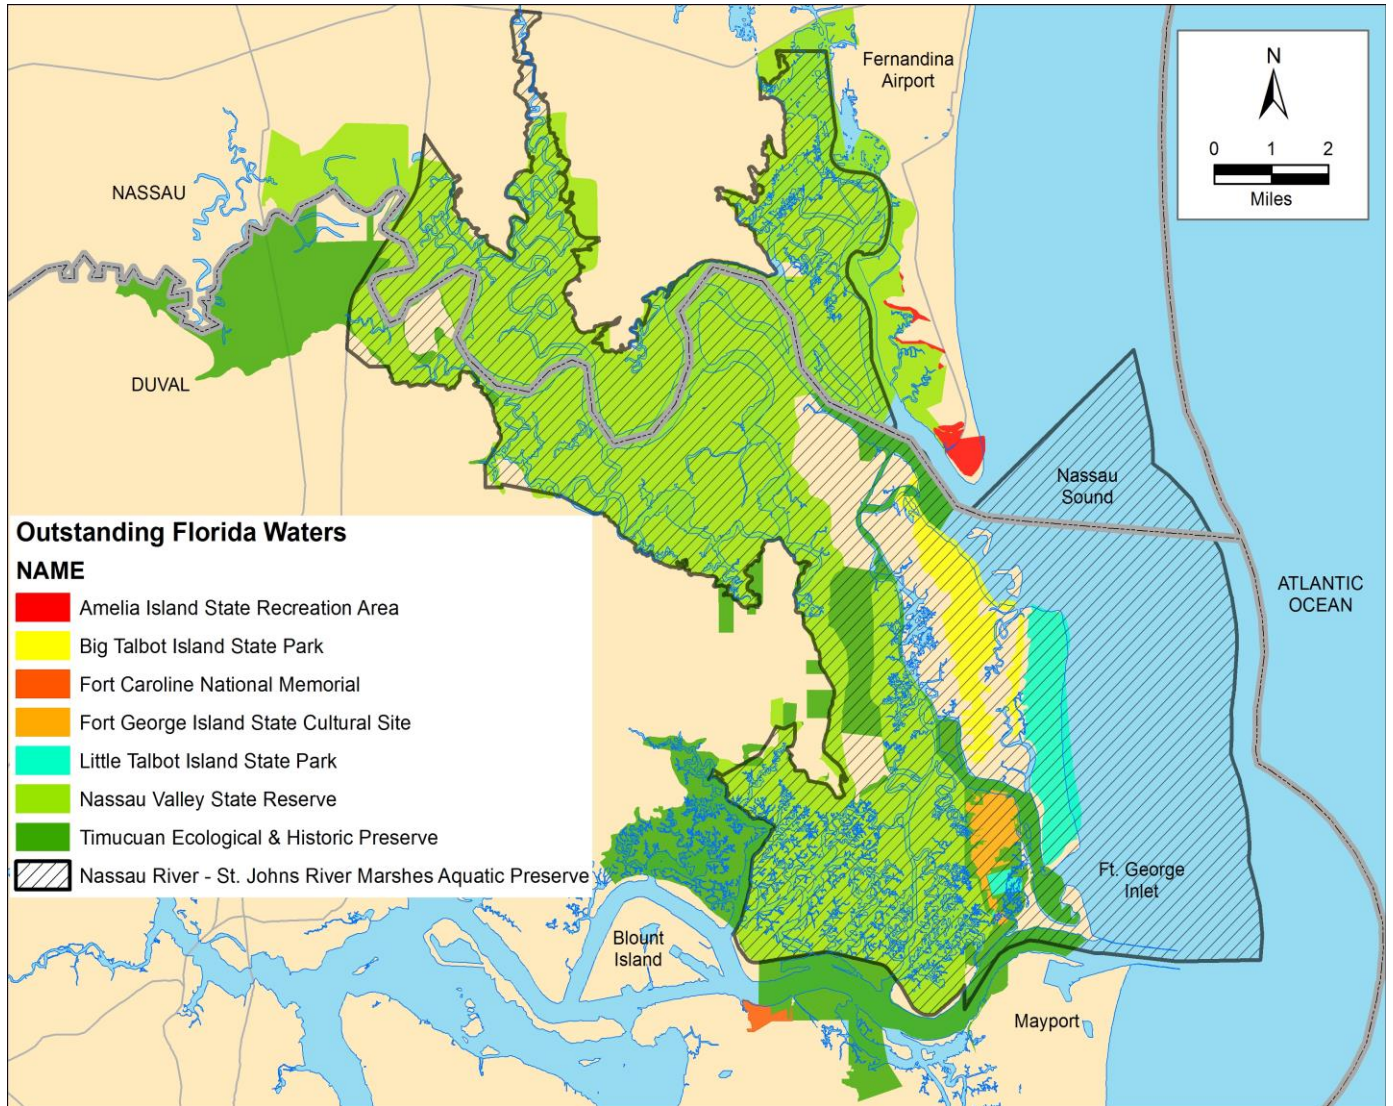 Fernandina
Airport
N
0 1 2
Miles
NASSAU
DUVAL
Nassau
Sound
ATLANTIC
OCEAN
Outstanding Florida Waters
NAME
Amelia Island State Recreation Area
Big Talbot Island State Park
Fort Caroline National Memorial
Fort George Island State Cultural Site
Little Talbot Island State Park
Nassau Valley State Reserve
Timucuan Ecological & Historic Preserve
Nassau River - St. Johns River Marshes Aquatic Preserve
Ft. George
Inlet
Blount
Island
Mayport